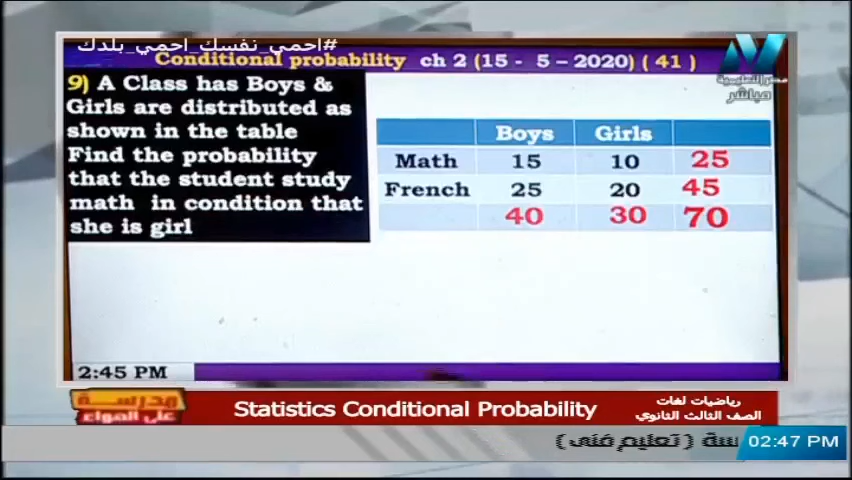 #احمي_نفسك_احمي_بلدك
Conditional probability ch 2 (15 - 5 – 2020) ( 41 )
مصر التعليمية
مباشر
9) A Class has Boys &
Girls are distributed as
shown in the table
Find the probability
that the student study
math in condition that
she is girl
Boys Girls
Math 15 10 25
French 25 20 45
40 30 70
2:45 PM
مدرسة
على الهواء
Statistics Conditional Probability
رياضيات لغات
الصف الثالث الثانوي
( تعليم فنى )
02:47 PM